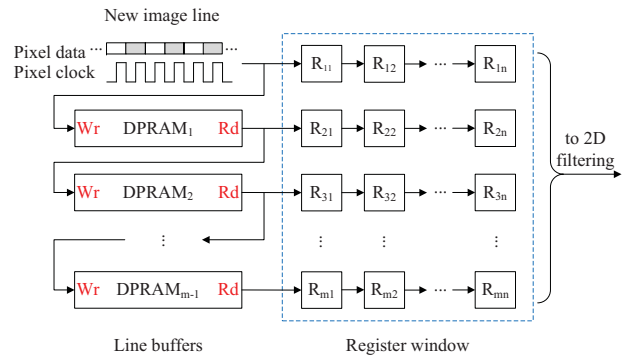 New image line
Pixel data ··· ···
Pixel clock
R₁₁ R₁₂ ··· R₁ₙ
Wr DPRAM₁ Rd R₂₁ R₂₂ ··· R₂ₙ
to 2D
filtering
Wr DPRAM₂ Rd R₃₁ R₃₂ ··· R₃ₙ
⋮ ⋮ ⋮ ⋮
Wr DPRAMₘ₋₁ Rd Rₘ₁ Rₘ₂ ··· Rₘₙ
Line buffers Register window